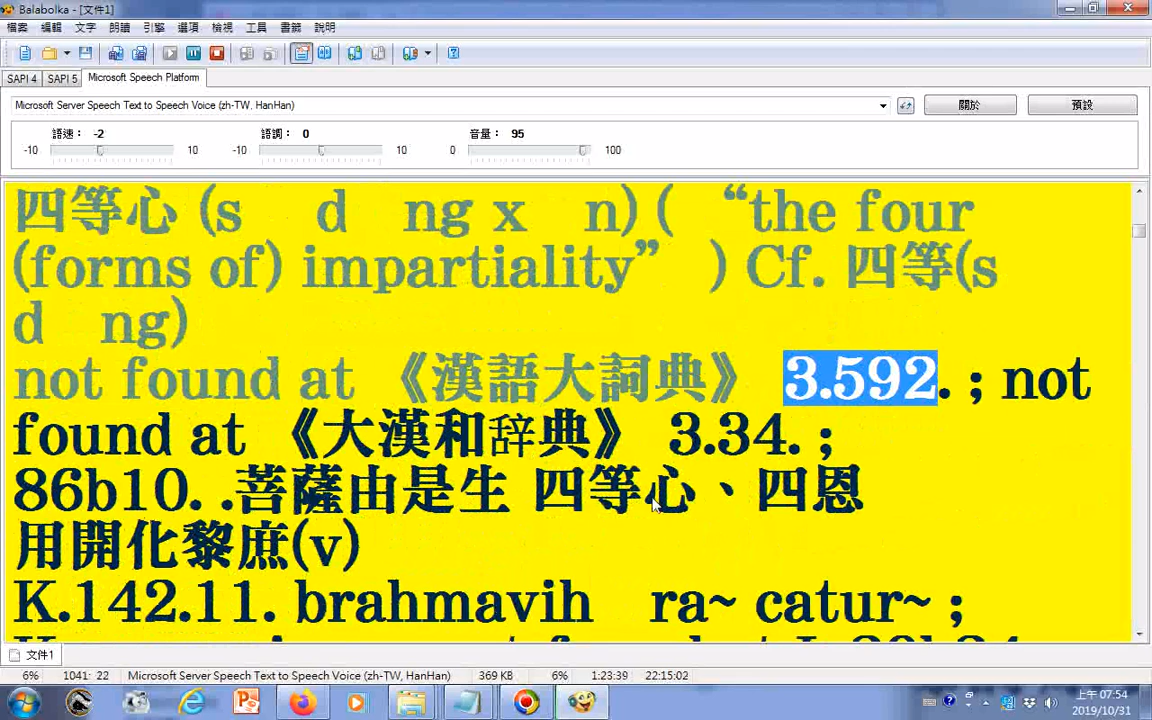 Balabolka - [文件1]
檔案 編輯 文字 朗讀 引擎 選項 檢視 工具 書籤 說明
SAPI 4 SAPI 5 Microsoft Speech Platform
Microsoft Server Speech Text to Speech Voice (zh-TW, HanHan) 關於 預設
語速： -2 語調： 0 音量： 95
-10 10 -10 10 0 100
四等心 (s d ng x n) ( “the four
(forms of) impartiality” ) Cf. 四等(s
d ng)
not found at 《漢語大詞典》 3.592. ; not
found at 《大漢和辞典》 3.34. ;
86b10. .菩薩由是生 四等心、四恩
用開化黎庶(v)
K.142.11. brahmavih ra~ catur~ ;
文件1
6% 1041: 22 Microsoft Server Speech Text to Speech Voice (zh-TW, HanHan) 369 KB 6% 1:23:39 22:15:02
上午 07:54
2019/10/31